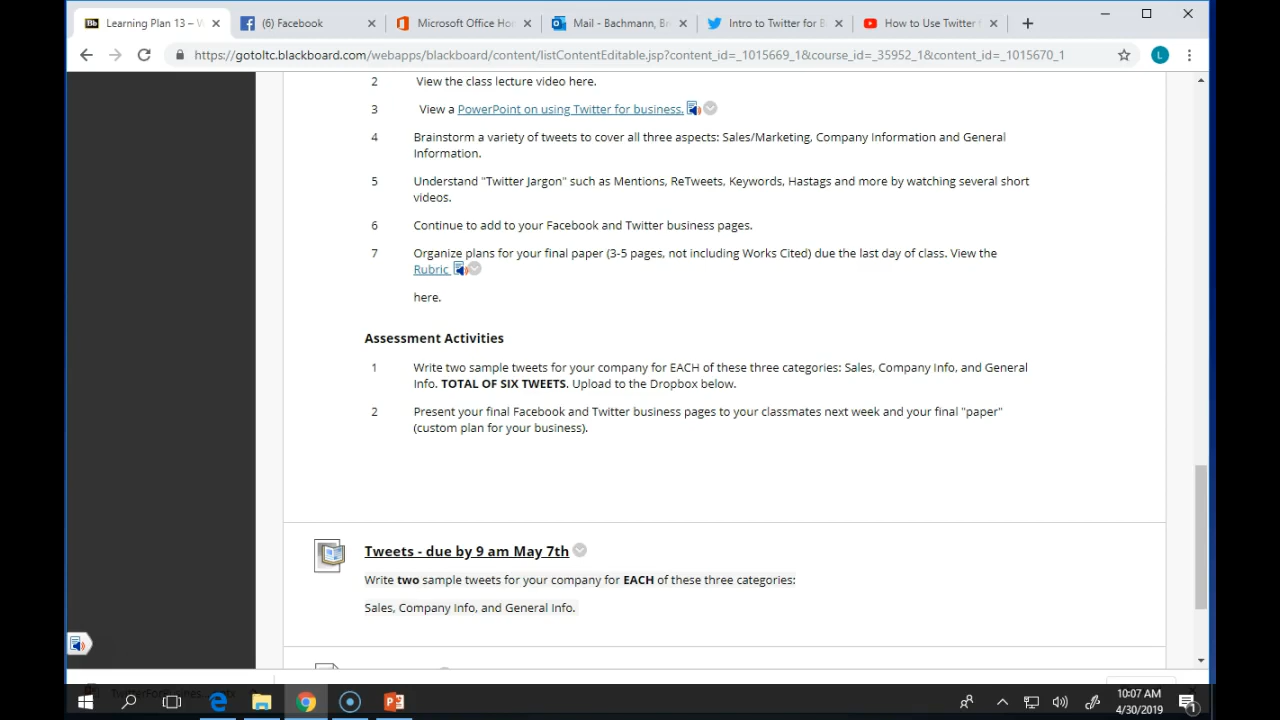 Learning Plan 13 – W
(6) Facebook
Microsoft Office Ho
Mail - Bachmann, B
Intro to Twitter for B
How to Use Twitter
https://gotoltc.blackboard.com/webapps/blackboard/content/listContentEditable.jsp?content_id=_1015669_1&course_id=_35952_1&content_id=_1015670_1
L
2 View the class lecture video here.
3 View a PowerPoint on using Twitter for business.
4 Brainstorm a variety of tweets to cover all three aspects: Sales/Marketing, Company Information and General
Information.
5 Understand "Twitter Jargon" such as Mentions, ReTweets, Keywords, Hastags and more by watching several short
videos.
6 Continue to add to your Facebook and Twitter business pages.
7 Organize plans for your final paper (3-5 pages, not including Works Cited) due the last day of class. View the
Rubric
here.
Assessment Activities
1 Write two sample tweets for your company for EACH of these three categories: Sales, Company Info, and General
Info. TOTAL OF SIX TWEETS. Upload to the Dropbox below.
2 Present your final Facebook and Twitter business pages to your classmates next week and your final "paper"
(custom plan for your business).
Tweets - due by 9 am May 7th
Write two sample tweets for your company for EACH of these three categories:
Sales, Company Info, and General Info.
10:07 AM
4/30/2019
1